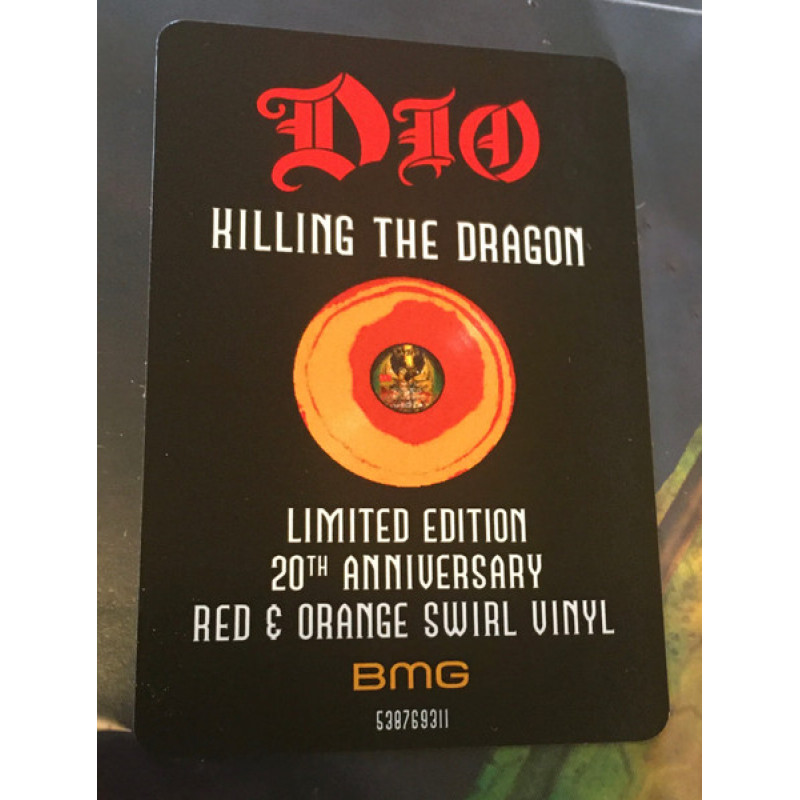 DIO
KILLING THE DRAGON
LIMITED EDITION
20TH ANNIVERSARY
RED & ORANGE SWIRL VINYL
BMG
538769311